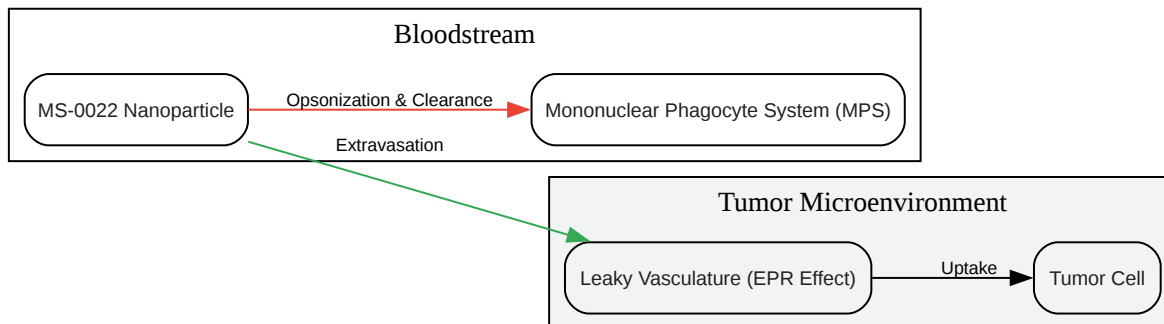 Bloodstream
MS-0022 Nanoparticle
Opsonization & Clearance
Mononuclear Phagocyte System (MPS)
Extravasation
Tumor Microenvironment
Leaky Vasculature (EPR Effect)
Uptake
Tumor Cell